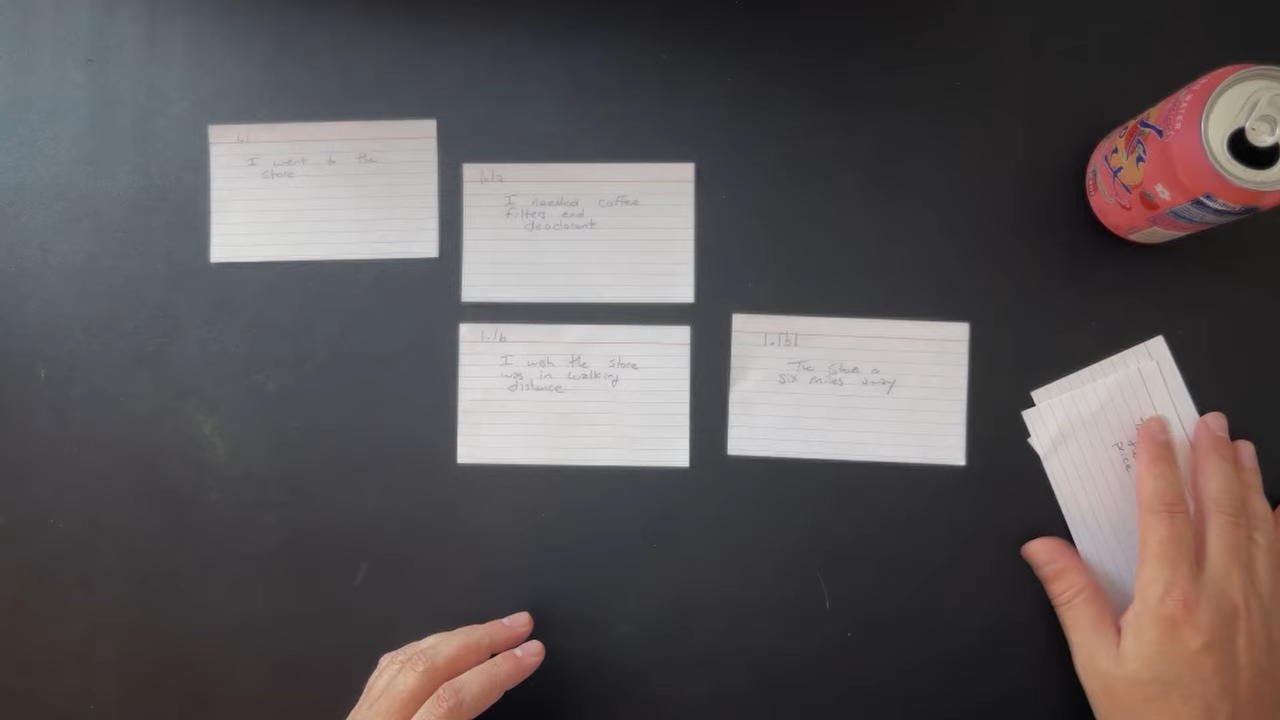 1.1
I went to the
store
1.1a
I needed coffee
filters and
deodorant
1.1b
I wish the store
was in walking
distance
1.1b1
The store is
six miles away